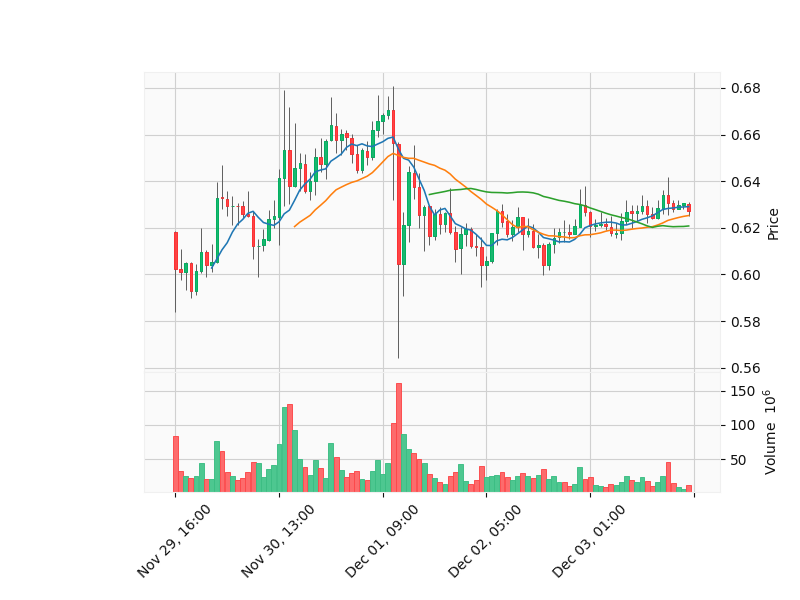 0.68
0.66
0.64
0.62
0.60
0.58
0.56
Price
150
100
50
Volume 10⁶
Nov 29, 16:00
Nov 30, 13:00
Dec 01, 09:00
Dec 02, 05:00
Dec 03, 01:00